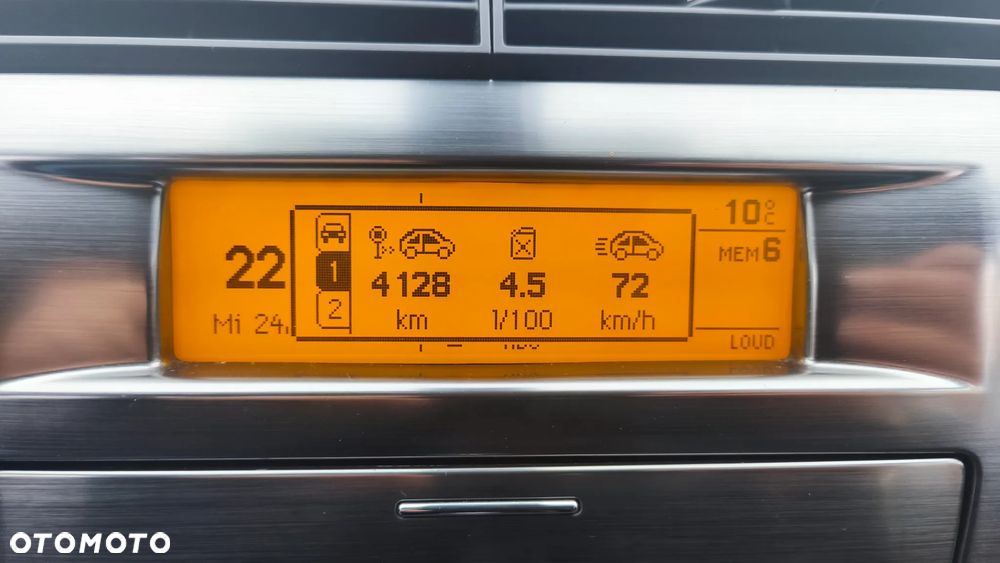 10°C
MEM 6
22
Mi 24.
1
2
4128 4.5 72
km l/100 km/h
LOUD
OTOMOTO